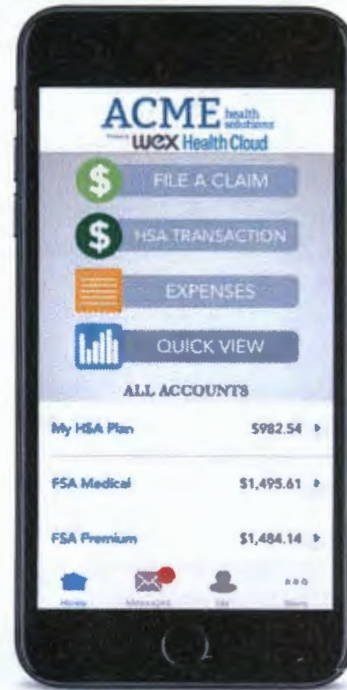 ACME health
solutions
WEX Health Cloud
$ FILE A CLAIM
$ HSA TRANSACTION
EXPENSES
QUICK VIEW
ALL ACCOUNTS
My HSA Plan $982.54
FSA Medical $1,495.61
FSA Premium $1,484.14
Home Messages